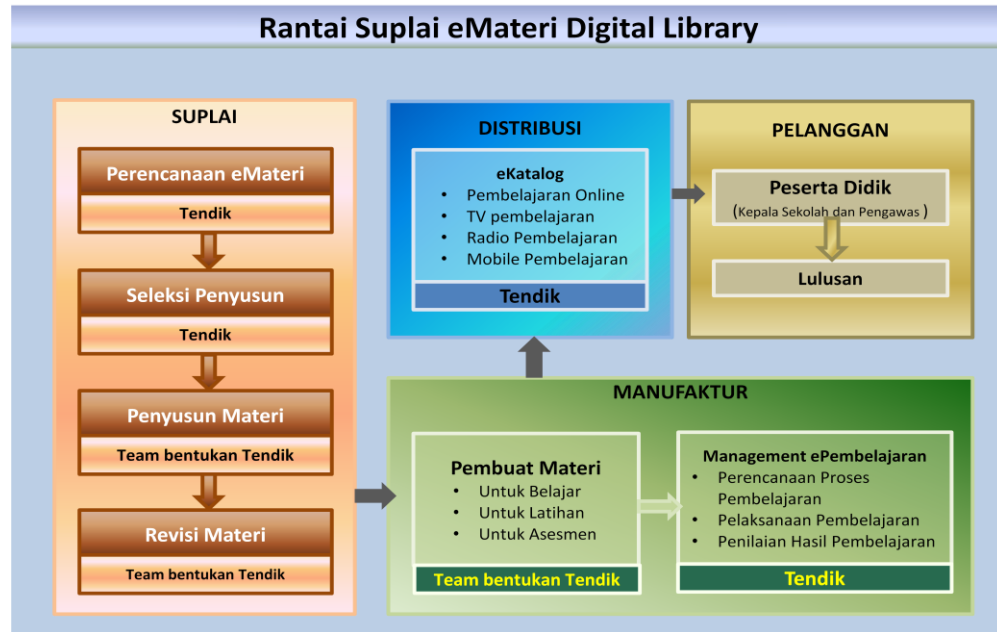 Rantai Suplai eMateri Digital Library
SUPLAI
Perencanaan eMateri
Tendik
Seleksi Penyusun
Tendik
Penyusun Materi
Team bentukan Tendik
Revisi Materi
Team bentukan Tendik
DISTRIBUSI
eKatalog
• Pembelajaran Online
• TV pembelajaran
• Radio Pembelajaran
• Mobile Pembelajaran
Tendik
PELANGGAN
Peserta Didik
(Kepala Sekolah dan Pengawas )
Lulusan
MANUFAKTUR
Pembuat Materi
• Untuk Belajar
• Untuk Latihan
• Untuk Asesmen
Team bentukan Tendik
Management ePembelajaran
• Perencanaan Proses
Pembelajaran
• Pelaksanaan Pembelajaran
• Penilaian Hasil Pembelajaran
Tendik